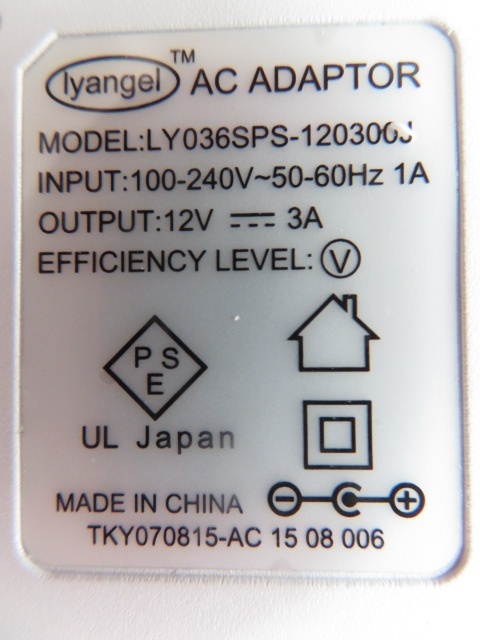 lyangel™ AC ADAPTOR
MODEL:LY036SPS-120300J
INPUT:100-240V~50-60Hz 1A
OUTPUT:12V ⎓ 3A
EFFICIENCY LEVEL: Ⓥ
P S
E
UL Japan
MADE IN CHINA
TKY070815-AC 15 08 006